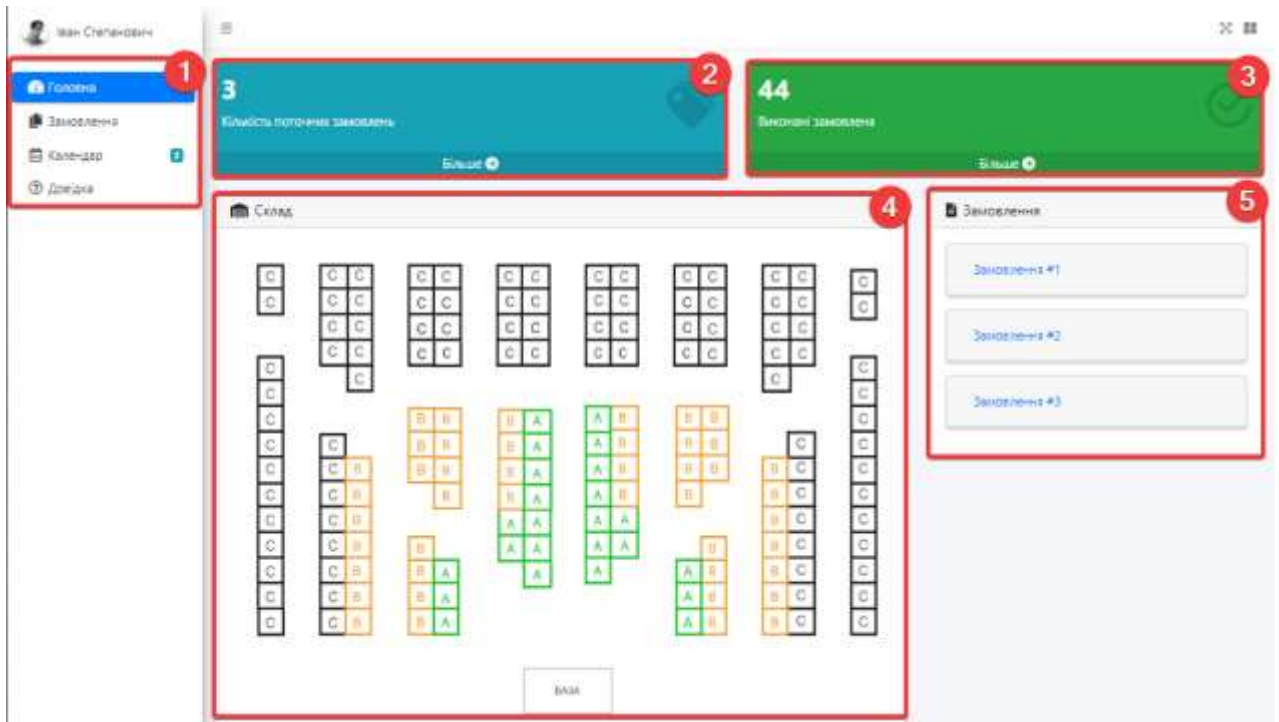 Іван Степанович
1
Головна
Замовлення
Календар
Довідка
2
3
Кількість поточних замовлень
Більше
3
44
Виконані замовлення
Більше
4
Склад
C C C C C C C C C C C C C C
C C C C C C C C C C C C C C
C C C C C C C C C C C C
C C C C C C C C C C C C
C C C C
C C
C B B B A A B B B C
C C B B B A A B B B C C
C C B B B B A A B B B B C C
C C B B B A A B B B C C
C C B A A A A B C C
C C B B A A A A B B C C
C C B B A A A A B B C C
C C B B A A B B C C
C C B B A A B B C C
БАЗА
5
Замовлення
Замовлення #1
Замовлення #2
Замовлення #3